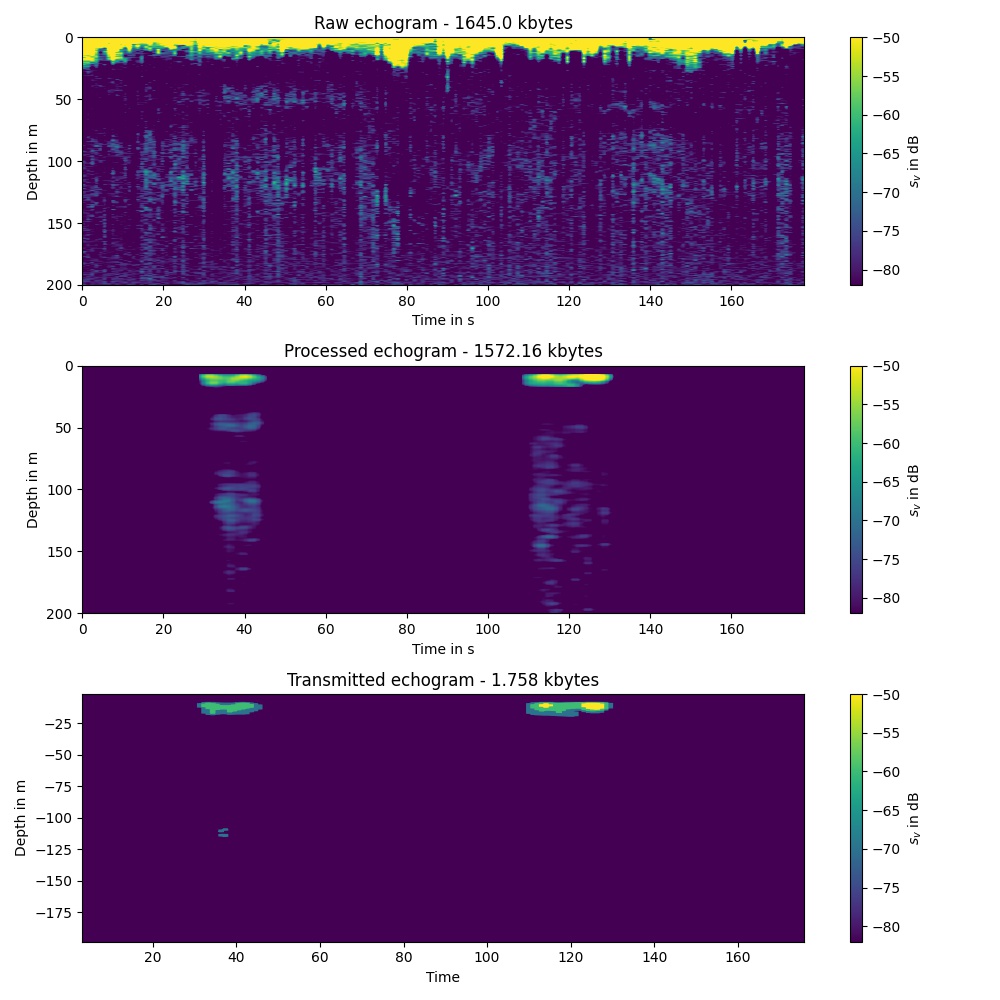 Raw echogram - 1645.0 kbytes
0
50
100
150
200
Depth in m
0 20 40 60 80 100 120 140 160
Time in s
−50
−55
−60
−65
−70
−75
−80
s_v in dB
Processed echogram - 1572.16 kbytes
0
50
100
150
200
Depth in m
0 20 40 60 80 100 120 140 160
Time in s
−50
−55
−60
−65
−70
−75
−80
s_v in dB
Transmitted echogram - 1.758 kbytes
−25
−50
−75
−100
−125
−150
−175
Depth in m
20 40 60 80 100 120 140 160
Time
−50
−55
−60
−65
−70
−75
−80
s_v in dB